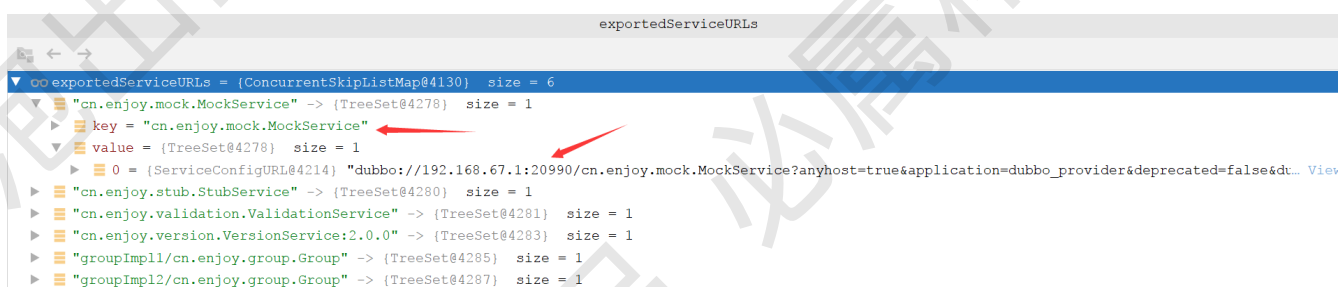 exportedServiceURLs
exportedServiceURLs = {ConcurrentSkipListMap@4130} size = 6
"cn.enjoy.mock.MockService" -> {TreeSet@4278} size = 1
key = "cn.enjoy.mock.MockService"
value = {TreeSet@4278} size = 1
0 = {ServiceConfigURL@4214} "dubbo://192.168.67.1:20990/cn.enjoy.mock.MockService?anyhost=true&application=dubbo_provider&deprecated=false&du... View
"cn.enjoy.stub.StubService" -> {TreeSet@4280} size = 1
"cn.enjoy.validation.ValidationService" -> {TreeSet@4281} size = 1
"cn.enjoy.version.VersionService:2.0.0" -> {TreeSet@4283} size = 1
"groupImpl1/cn.enjoy.group.Group" -> {TreeSet@4285} size = 1
"groupImpl2/cn.enjoy.group.Group" -> {TreeSet@4287} size = 1
必属